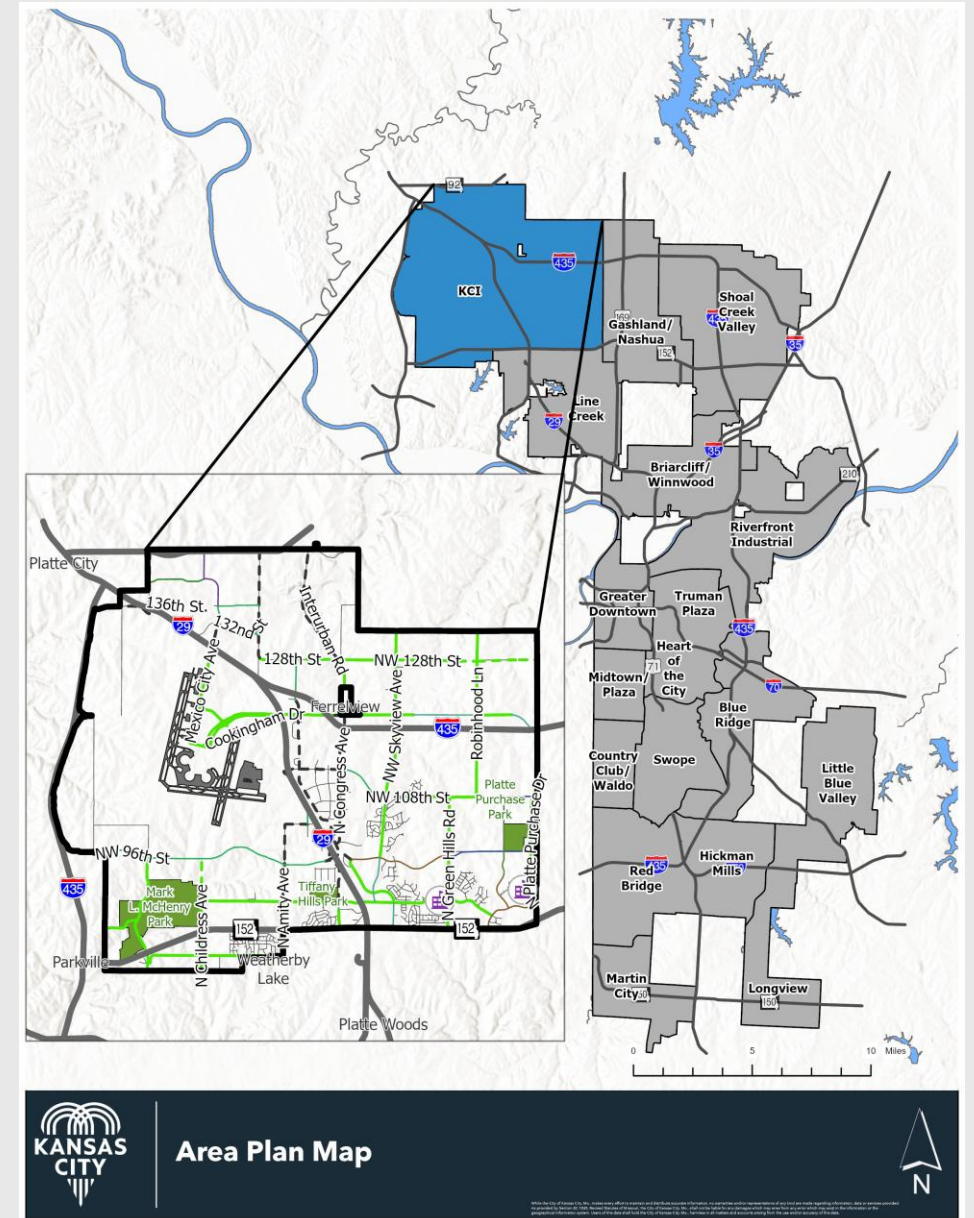 92
L
435
KCI
Shoal
Creek
Valley
435
169
Gashland/
Nashua
152
35
Line
Creek
29
35
Briarcliff/
Winnwood
210
Riverfront
Industrial
Greater
Downtown
Truman
Plaza
435
Heart
of
the
City
71
Midtown/
Plaza
70
Blue
Ridge
Country
Club/
Waldo
Swope
Little
Blue
Valley
435
Hickman
Mills
Red
Bridge
Martin
City
150
Longview
0 5 10 Miles
Platte City
136th St.
29
132nd St
Interurban Rd
Mexico City Ave
128th St
NW 128th St
Ferrelview
Cookingham Dr
435
NW Skyview Ave
Robinhood Ln
N Congress Ave
NW 108th St
Platte
Purchase
Park
N Platte Purchase Dr
29
N Green Hills Rd
NW 96th St
435
Mark
L. McHenry
Park
N Childress Ave
N Amity Ave
Tiffany
Hills Park
152
152
Parkville
Weatherby
Lake
Platte Woods
KANSAS
CITY
Area Plan Map
N